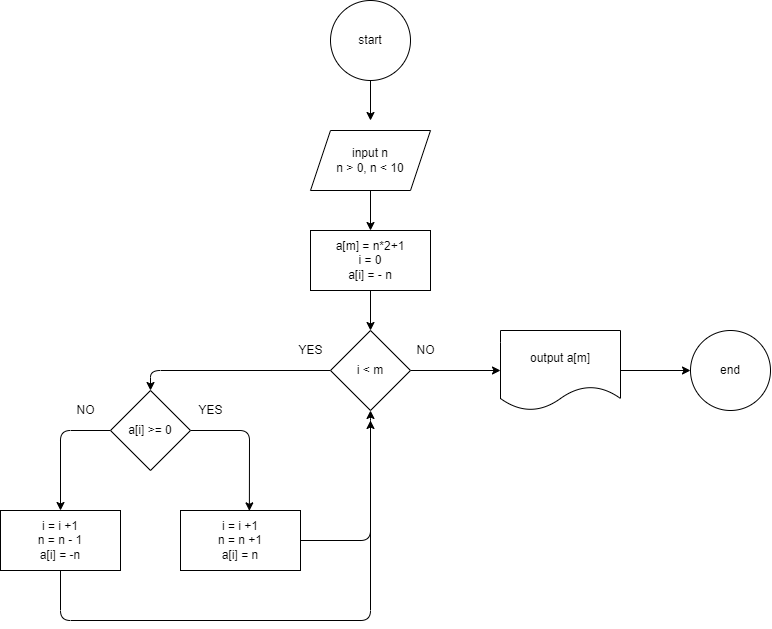 start
input n
n > 0, n < 10
a[m] = n*2+1
i = 0
a[i] = - n
YES
i < m
NO
output a[m]
end
NO
a[i] >= 0
YES
i = i +1
n = n - 1
a[i] = -n
i = i +1
n = n +1
a[i] = n